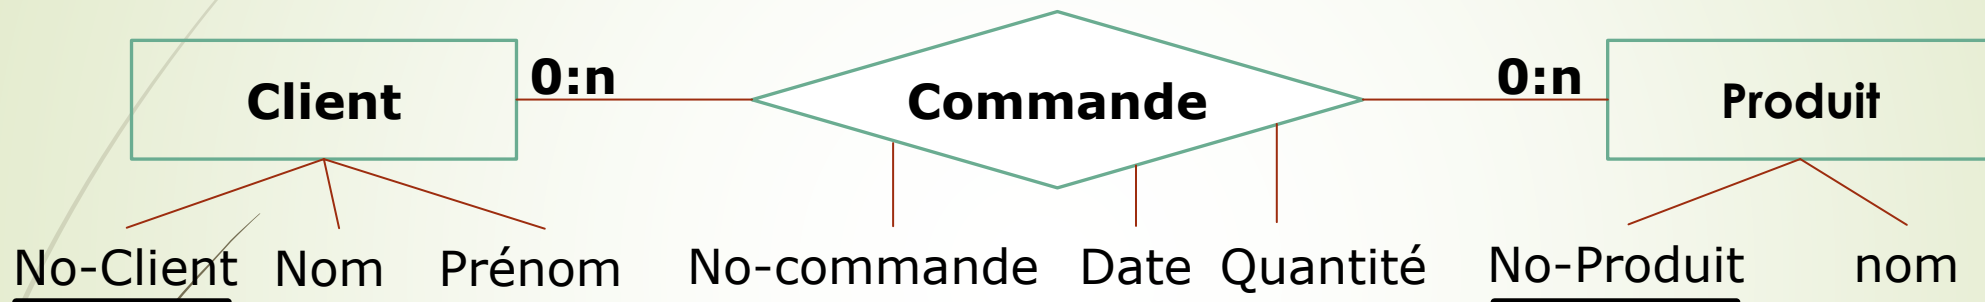 0:n 0:n
Client Commande Produit
No-Client Nom Prénom No-commande Date Quantité No-Produit nom